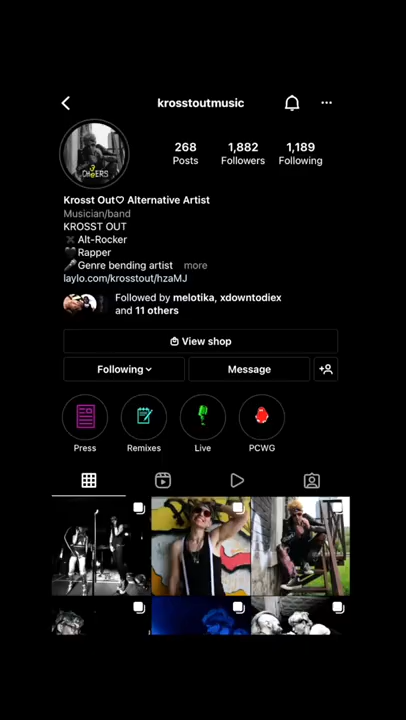 krosstoutmusic
268
1,882
1,189
Posts
Followers
Following
Krosst Out♡ Alternative Artist
Musician/band
KROSST OUT
Alt-Rocker
🖤Rapper
🎤Genre bending artist more
laylo.com/krosstout/hzaMJ
Followed by melotika, xdowntodiex
and 11 others
View shop
Following
Message
Press
Remixes
Live
PCWG